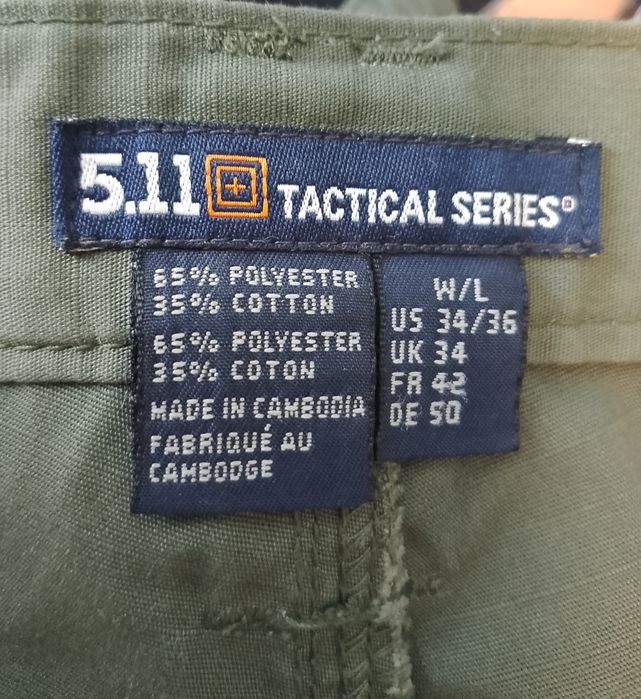 5.11 TACTICAL SERIES®
65% POLYESTER
35% COTTON
65% POLYESTER
35% COTON
MADE IN CAMBODIA
FABRIQUÉ AU
CAMBODGE
W/L
US 34/36
UK 34
FR 42
DE 50